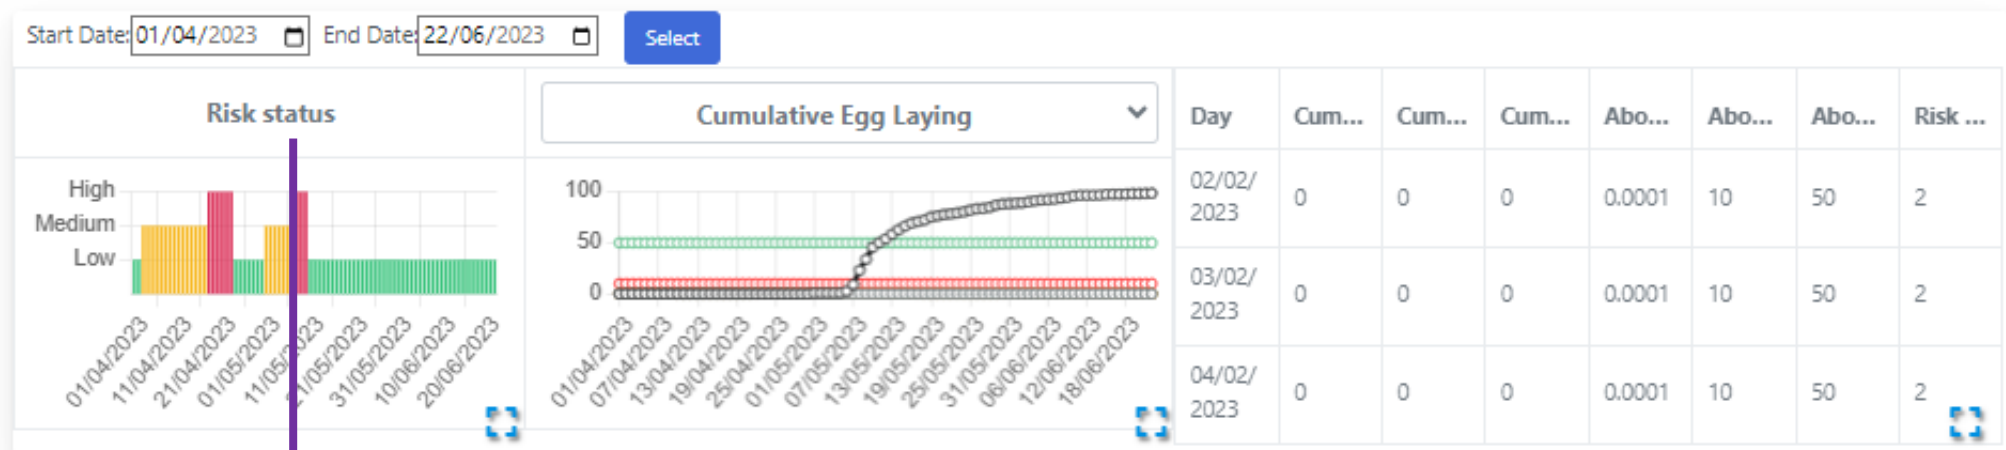 Start Date: 01/04/2023 End Date: 22/06/2023 Select
Risk status
High
Medium
Low
01/04/2023 11/04/2023 21/04/2023 01/05/2023 11/05/2023 21/05/2023 31/05/2023 10/06/2023 20/06/2023
Cumulative Egg Laying
100
50
0
01/04/2023 07/04/2023 13/04/2023 19/04/2023 25/04/2023 01/05/2023 07/05/2023 13/05/2023 19/05/2023 25/05/2023 31/05/2023 06/06/2023 12/06/2023 18/06/2023
Day Cum... Cum... Cum... Abo... Abo... Abo... Risk ...
02/02/
2023 0 0 0 0.0001 10 50 2
03/02/
2023 0 0 0 0.0001 10 50 2
04/02/
2023 0 0 0 0.0001 10 50 2